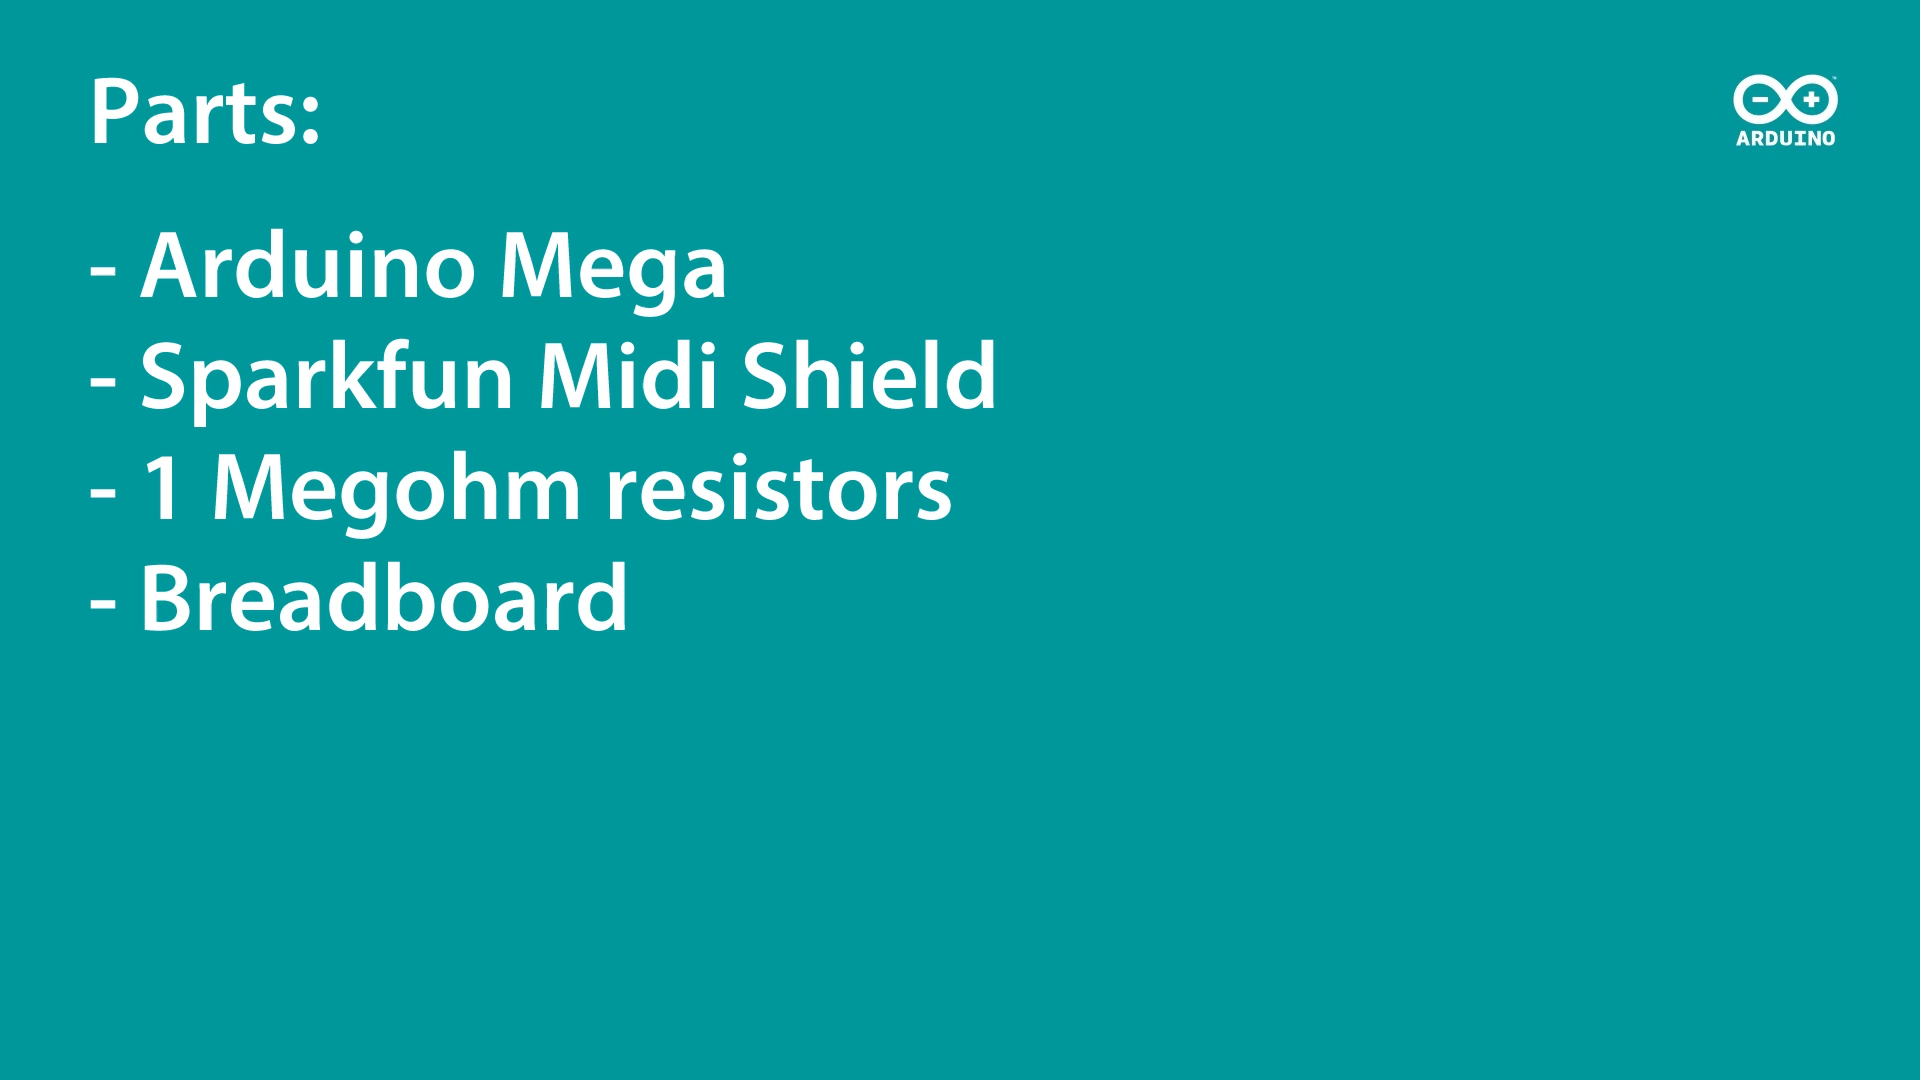 Parts:
ARDUINO
- Arduino Mega
- Sparkfun Midi Shield
- 1 Megohm resistors
- Breadboard